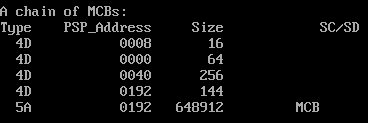 A chain of MCBs:
Type PSP_Address Size SC/SD
4D 0008 16
4D 0000 64
4D 0040 256
4D 0192 144
5A 0192 648912 MCB